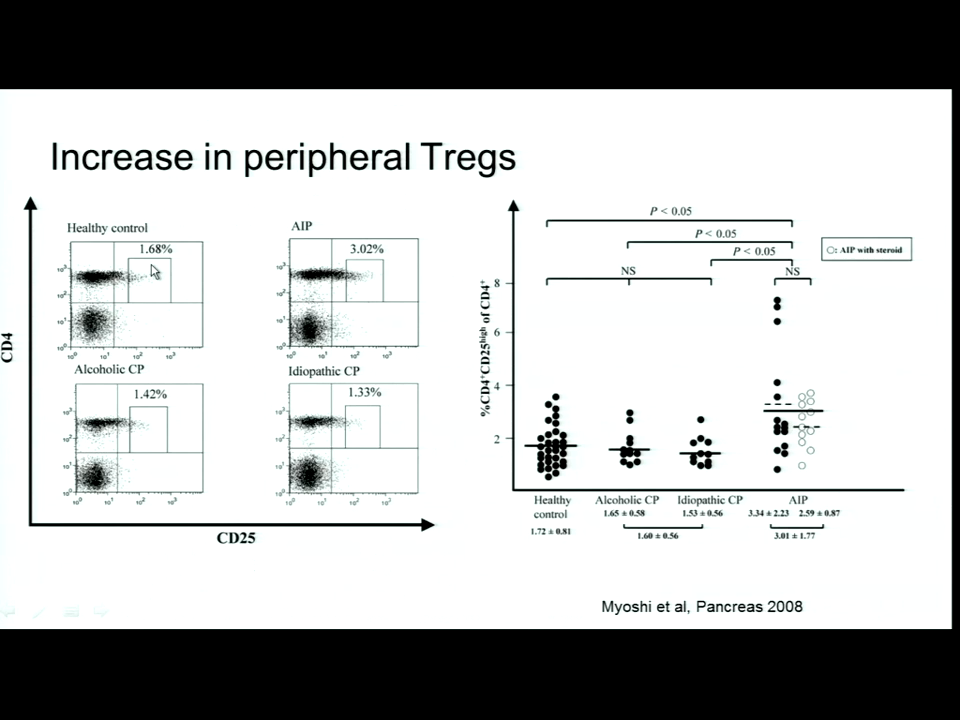 Increase in peripheral Tregs
Healthy control
1.68%
AIP
3.02%
Alcoholic CP
1.42%
Idiopathic CP
1.33%
CD4
CD25
P < 0.05
P < 0.05
P < 0.05
NS
NS
○: AIP with steroid
%CD4⁺CD25ʰⁱᵍʰ of CD4⁺
8
6
4
2
Healthy control
Alcoholic CP
Idiopathic CP
AIP
1.72 ± 0.81
1.65 ± 0.58
1.53 ± 0.56
3.34 ± 2.23
2.59 ± 0.87
1.60 ± 0.56
3.01 ± 1.77
Myoshi et al, Pancreas 2008